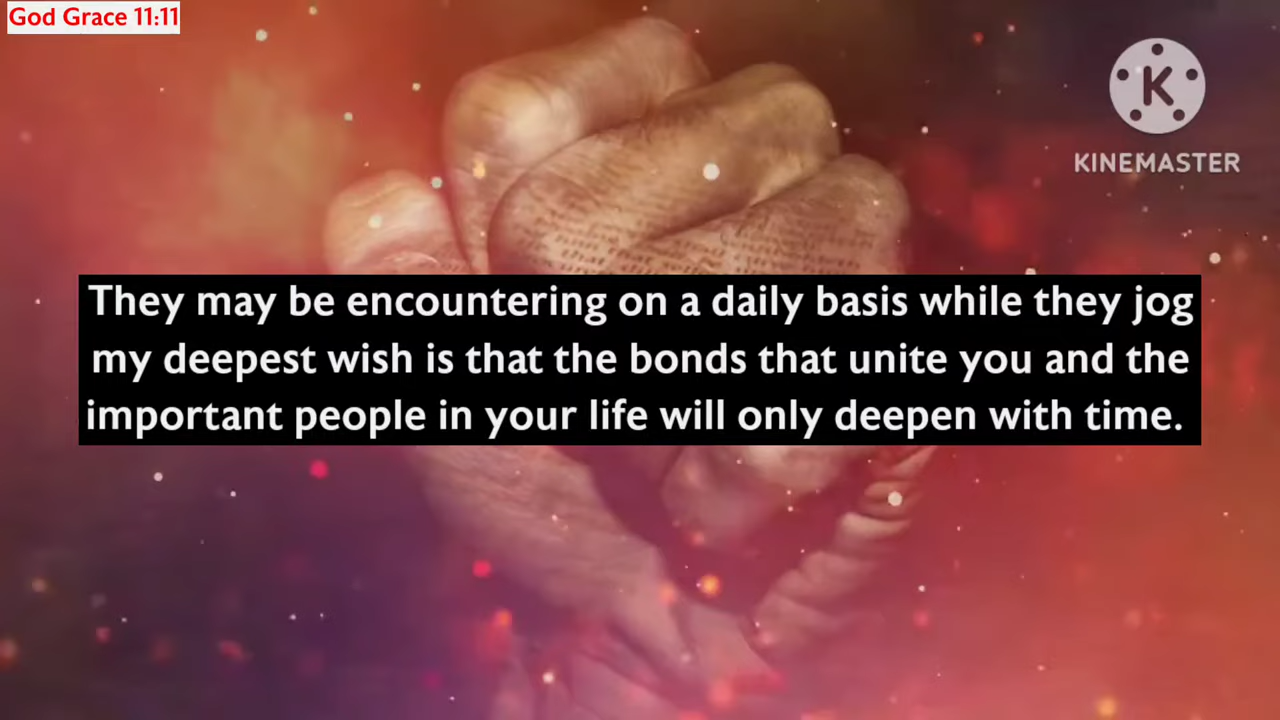 God Grace 11:11
KINEMASTER
They may be encountering on a daily basis while they jog
my deepest wish is that the bonds that unite you and the
important people in your life will only deepen with time.